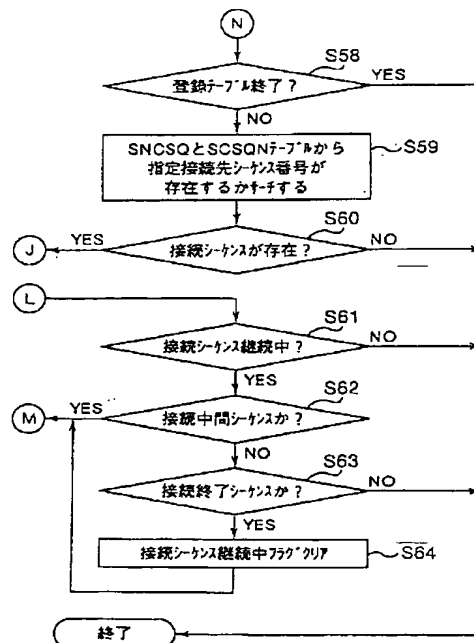 N
S58
登録ﾃｰﾌﾞﾙ終了?
YES
NO
SNCSQとSCSQNﾃｰﾌﾞﾙから
指定接続先ｼｰｹﾝｽ番号が
存在するかｻｰﾁする
S59
S60
J
YES
接続ｼｰｹﾝｽが存在?
NO
L
S61
接続ｼｰｹﾝｽ継続中?
NO
YES
S62
M
YES
接続中間ｼｰｹﾝｽか?
NO
S63
接続終了ｼｰｹﾝｽか?
NO
YES
接続ｼｰｹﾝｽ継続中ﾌﾗｸﾞｸﾘｱ
S64
終了